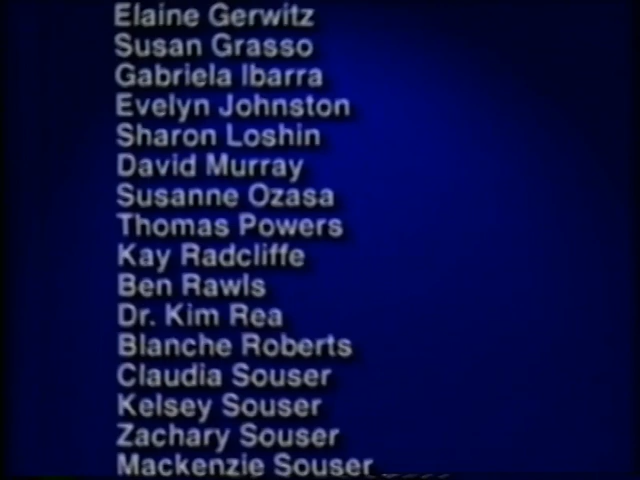 Elaine Gerwitz
Susan Grasso
Gabriela Ibarra
Evelyn Johnston
Sharon Loshin
David Murray
Susanne Ozasa
Thomas Powers
Kay Radcliffe
Ben Rawls
Dr. Kim Rea
Blanche Roberts
Claudia Souser
Kelsey Souser
Zachary Souser
Mackenzie Souser